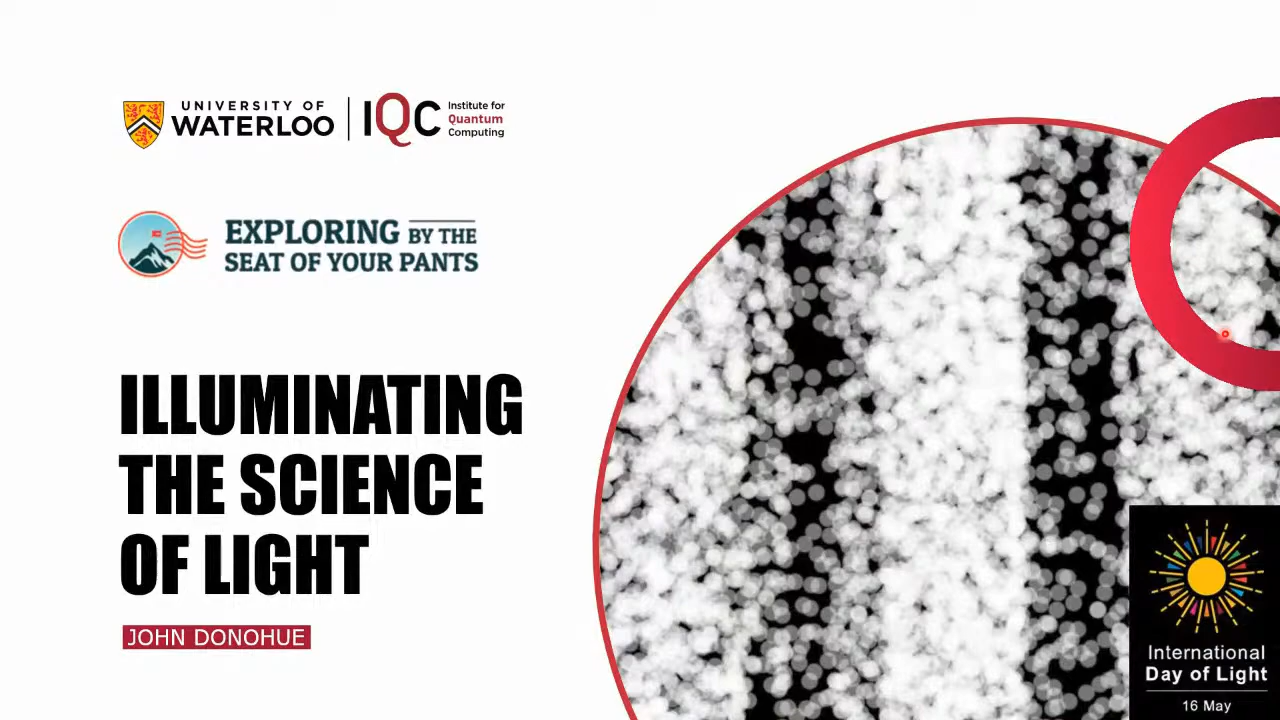 UNIVERSITY OF
WATERLOO
IQC
Institute for
Quantum
Computing
EXPLORING BY THE
SEAT OF YOUR PANTS
ILLUMINATING
THE SCIENCE
OF LIGHT
JOHN DONOHUE
International
Day of Light
16 May